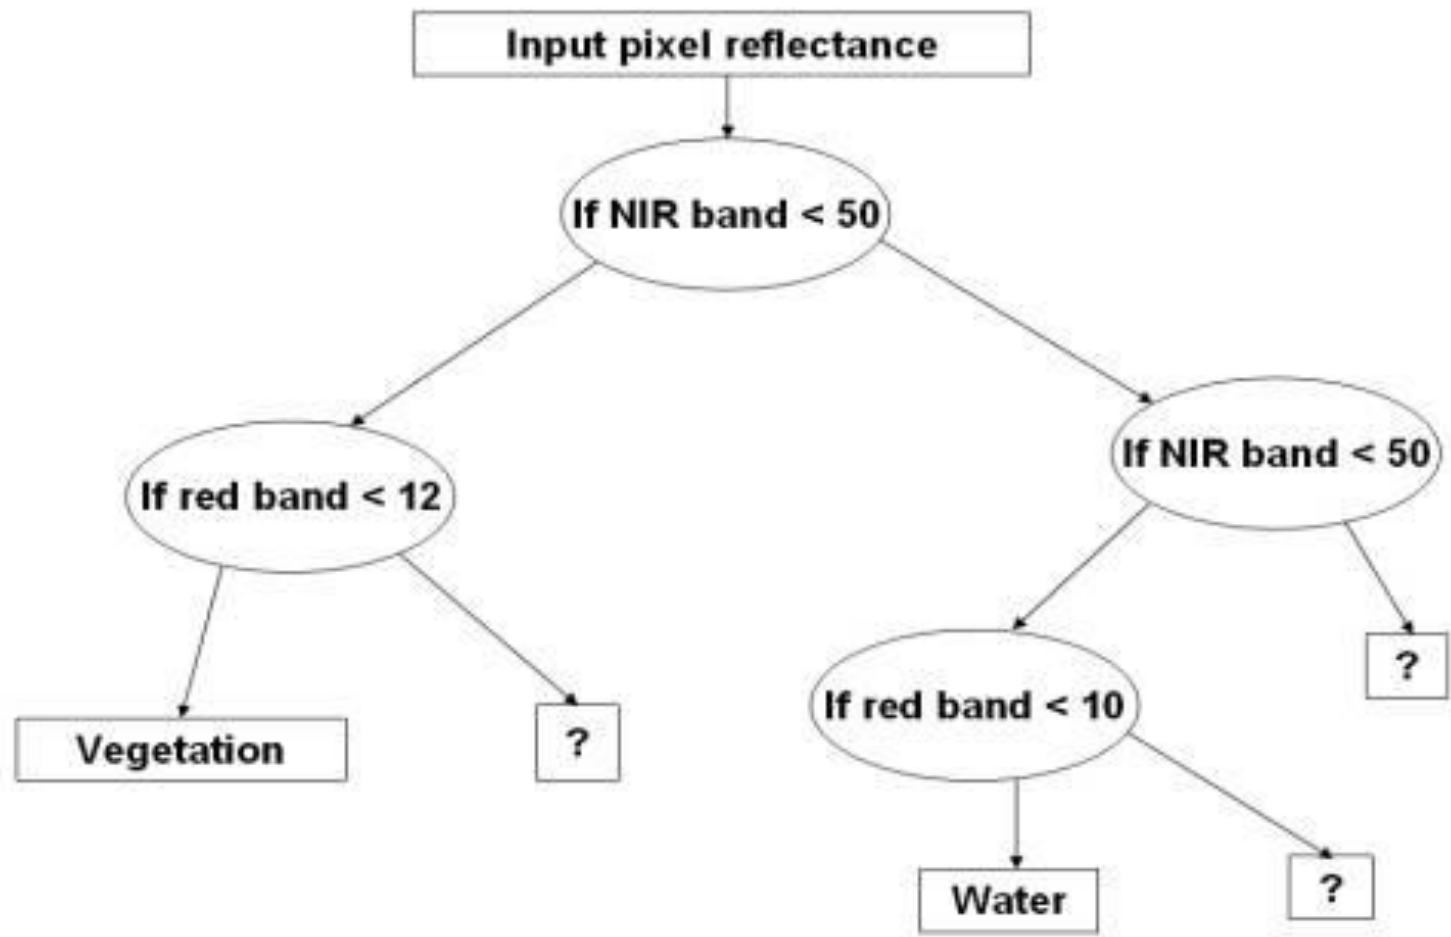 Input pixel reflectance
If NIR band < 50
If NIR band < 50
If red band < 12
?
If red band < 10
Vegetation
?
?
Water